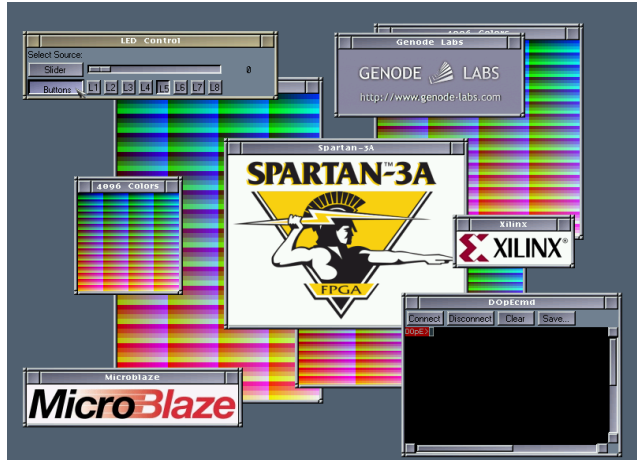 LED Control
Select Source:
Slider
0
Buttons
L1 L2 L3 L4 L5 L6 L7 L8
4096 Colors
Genode Labs
GENODE LABS
http://www.genode-labs.com
Spartan-3A
SPARTAN™-3A
FPGA
4096 Colors
Xilinx
XILINX®
DOpEcmd
Connect Disconnect Clear Save...
DOpE>
Microblaze
MicroBlaze